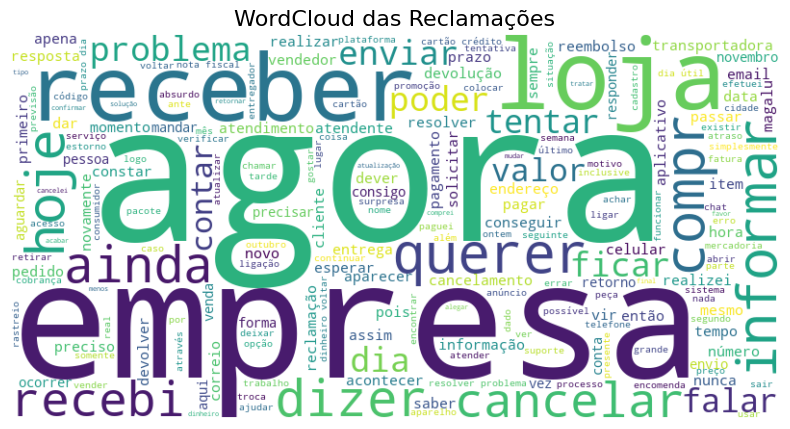 WordCloud das Reclamações
apena
problema
enviar
realizar
plataforma
cartão crédito
tentativa
reembolso
transportadora
resposta
voltar
nota fiscal
vendedor
prazo
situação
novembro
previsão
prazo dia
tipo
código
confirmar
absurdo
solução
ante
entregador
retornar
promoção
cartão
devolução
colocar
tratar
sempre
responder
cadastro
dia útil
email
data
efetuei
cidade
magalu
receber
loja
primeiro
dar
momento
mandar
atendimento
atendente
poder
resolver
tentar
passar
existir
atraso
simplesmente
hoje
agora
serviço
estorno
mês
verificar
coisa
semana
último
aplicativo
fatura
pessoa
logo
chamar
tarde
gostar
lugar
atualização
dever
consigo
surpresa
nome
comprei
pagamento
solicitar
valor
mudar
motivo
inclusive
compr
informar
constar
contar
atualizar
aguardar
novamente
cancelei
consumidor
pacote
precisar
cliente
endereço
pagar
achar
ligar
funcionar
item
chat
favor
erro
mercadoria
acesso
acabar
caso
outubro
novo
ligação
continuar
paguei
além
conseguir
ontem
seguinte
celular
hora
abrir
parte
retirar
pedido
cobrança
ainda
entrega
esperar
aparecer
querer
cancelamento
ficar
errar
retorno
peça
realizei
sistema
nada
menos
empresa
alegar
rastreio
preciso
real
somente
devolver
por
através
correio
venda
forma
deixar
opção
reclamação
dinheiro voltar
encontrar
pois
assim
anúncio
atender
dado
ver
suporte
possível
telefone
vir
conta
então
presente
grande
mesmo
tempo
segundo
número
envio
preço
ocorrer
vender
recebi
aqui
troca
ajudar
trabalho
dinheiro
dizer
dia
acontecer
saber
informação
resolver problema
aparelho
vez
processo
cancelar
encomenda
falar
nunca
sair
usar